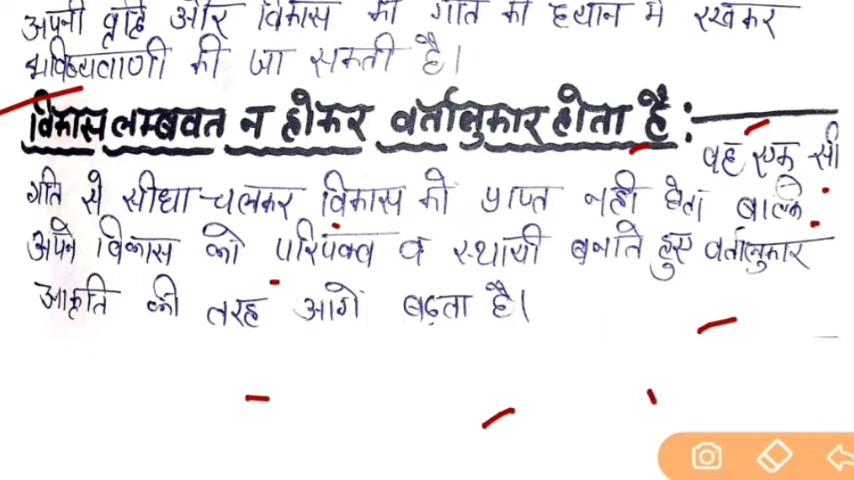 अपनी वृद्धि और विकास की गति को ध्यान में रखकर
भविष्यवाणी की जा सकती है।
विकास लम्बवत न होकर वर्तालुकार होता है :
वह एक सी
गति से सीधा चलकर विकास को प्राप्त नही होता बल्कि
अपने विकास को परिपक्व व स्थायी बनाते हुए वर्तालुकार
आकृति की तरह आगे बढ़ता है।